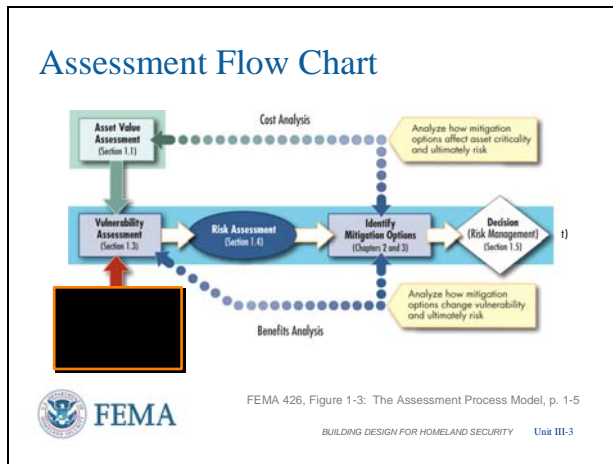 Assessment Flow Chart
Cost Analysis
Asset Value
Assessment
(Section 1.1)
Analyze how mitigation
options affect asset criticality
and ultimately risk
Vulnerability
Assessment
(Section 1.3)
Risk Assessment
(Section 1.4)
Identify
Mitigation Options
(Chapters 2 and 3)
Decision
(Risk Management)
(Section 1.5)
t)
Analyze how mitigation
options change vulnerability
and ultimately risk
Benefits Analysis
FEMA
FEMA 426, Figure 1-3: The Assessment Process Model, p. 1-5
BUILDING DESIGN FOR HOMELAND SECURITY Unit III-3